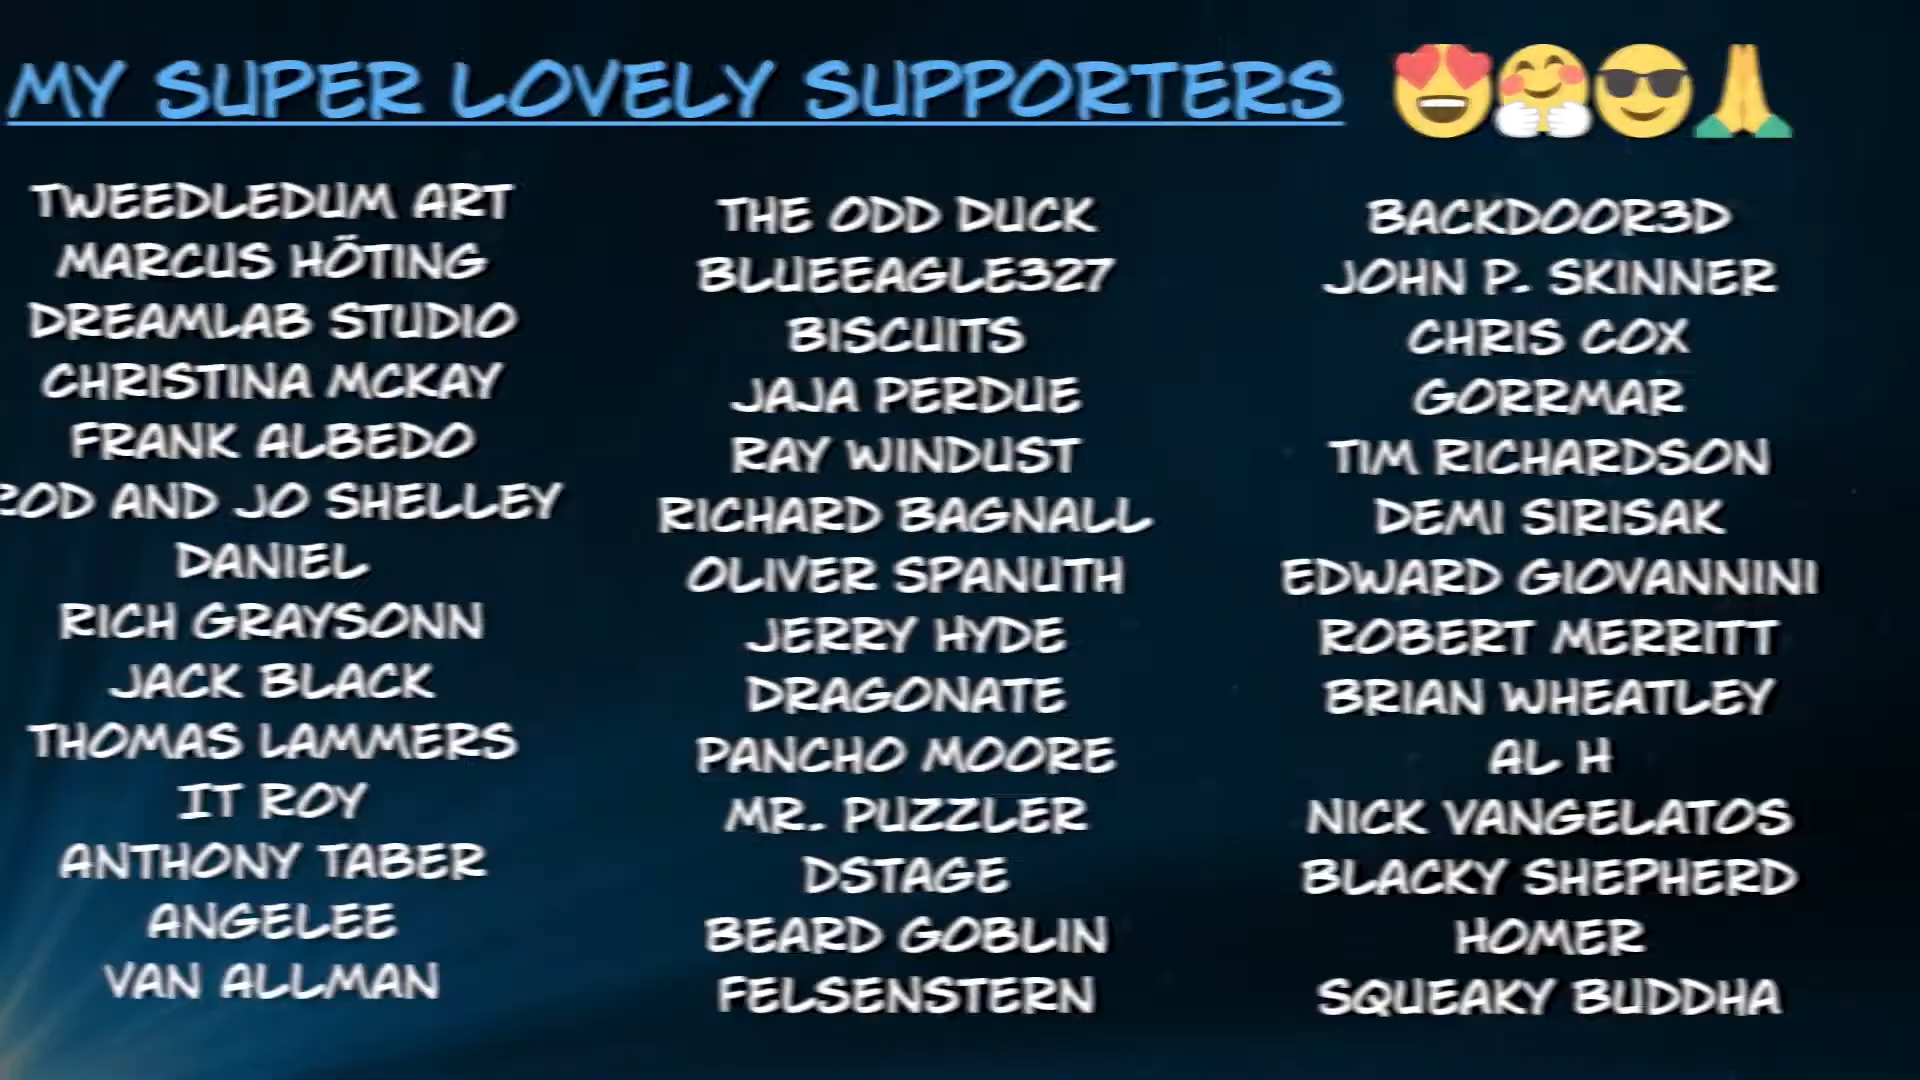 MY SUPER LOVELY SUPPORTERS 😍🤗😎🙏
TWEEDLEDUM ART
MARCUS HÖTING
DREAMLAB STUDIO
CHRISTINA MCKAY
FRANK ALBEDO
ROD AND JO SHELLEY
DANIEL
RICH GRAYSONN
JACK BLACK
THOMAS LAMMERS
IT ROY
ANTHONY TABER
ANGELEE
VAN ALLMAN
THE ODD DUCK
BLUEEAGLE327
BISCUITS
JAJA PERDUE
RAY WINDUST
RICHARD BAGNALL
OLIVER SPANUTH
JERRY HYDE
DRAGONATE
PANCHO MOORE
MR. PUZZLER
DSTAGE
BEARD GOBLIN
FELSENSTERN
BACKDOOR3D
JOHN P. SKINNER
CHRIS COX
GORRMAR
TIM RICHARDSON
DEMI SIRISAK
EDWARD GIOVANNINI
ROBERT MERRITT
BRIAN WHEATLEY
AL H
NICK VANGELATOS
BLACKY SHEPHERD
HOMER
SQUEAKY BUDDHA